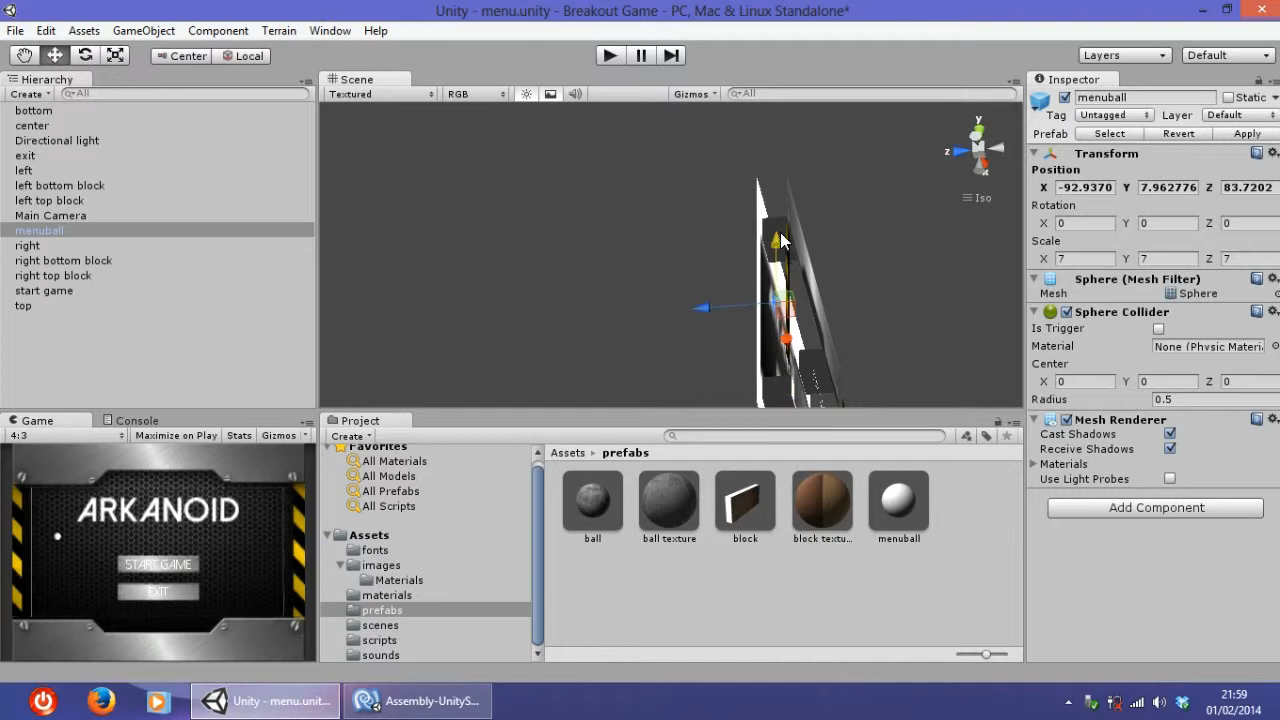 Unity - menu.unity - Breakout Game - PC, Mac & Linux Standalone*
File Edit Assets GameObject Component Terrain Window Help
Center Local Layers Default
Hierarchy
Create All
bottom
center
Directional light
exit
left
left bottom block
left top block
Main Camera
menuball
right
right bottom block
right top block
start game
top
Scene
Textured RGB Gizmos All
y
z
x
Iso
Inspector
menuball Static
Tag Untagged Layer Default
Prefab Select Revert Apply
Transform
Position
X -92.9370 Y 7.962776 Z 83.7202
Rotation
X 0 Y 0 Z 0
Scale
X 7 Y 7 Z 7
Sphere (Mesh Filter)
Mesh Sphere
Sphere Collider
Is Trigger
Material None (Physic Materi
Center
X 0 Y 0 Z 0
Radius 0.5
Mesh Renderer
Cast Shadows
Receive Shadows
Materials
Use Light Probes
Add Component
Game Console
4:3 Maximize on Play Stats Gizmos
ARKANOID
START GAME
EXIT
Project
Create
Favorites
All Materials
All Models
All Prefabs
All Scripts
Assets
fonts
images
Materials
materials
prefabs
scenes
scripts
sounds
Assets prefabs
ball ball texture block block textu... menuball
Unity - menu.unit... Assembly-UnityS...
21:59
01/02/2014